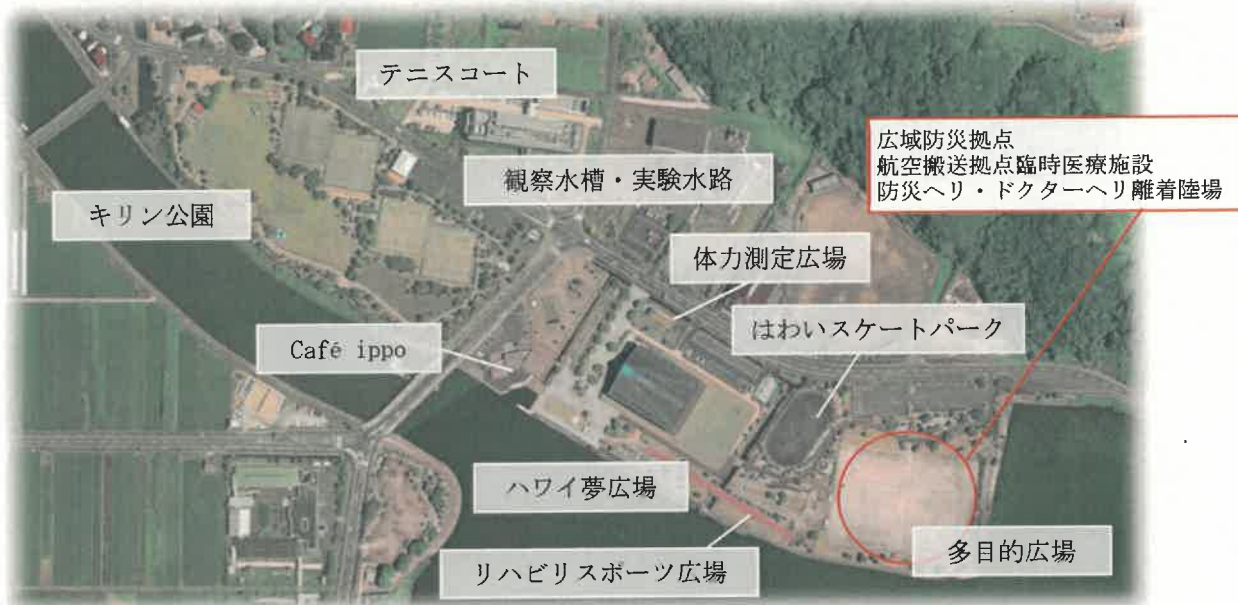 テニスコート
広域防災拠点
航空搬送拠点臨時医療施設
防災ヘリ・ドクターヘリ離着陸場
観察水槽・実験水路
キリン公園
体力測定広場
はわいスケートパーク
Café ippo
ハワイ夢広場
多目的広場
リハビリスポーツ広場